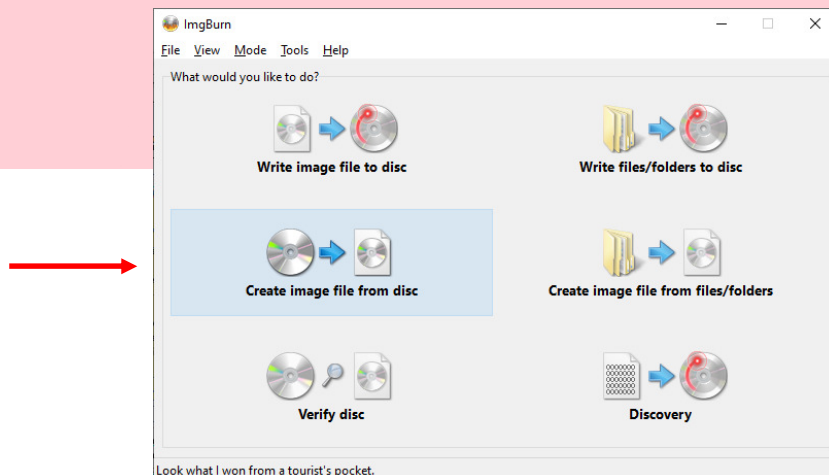 ImgBurn
File View Mode Tools Help
What would you like to do?
Write image file to disc
Write files/folders to disc
Create image file from disc
Create image file from files/folders
Verify disc
Discovery
Look what I won from a tourist's pocket.